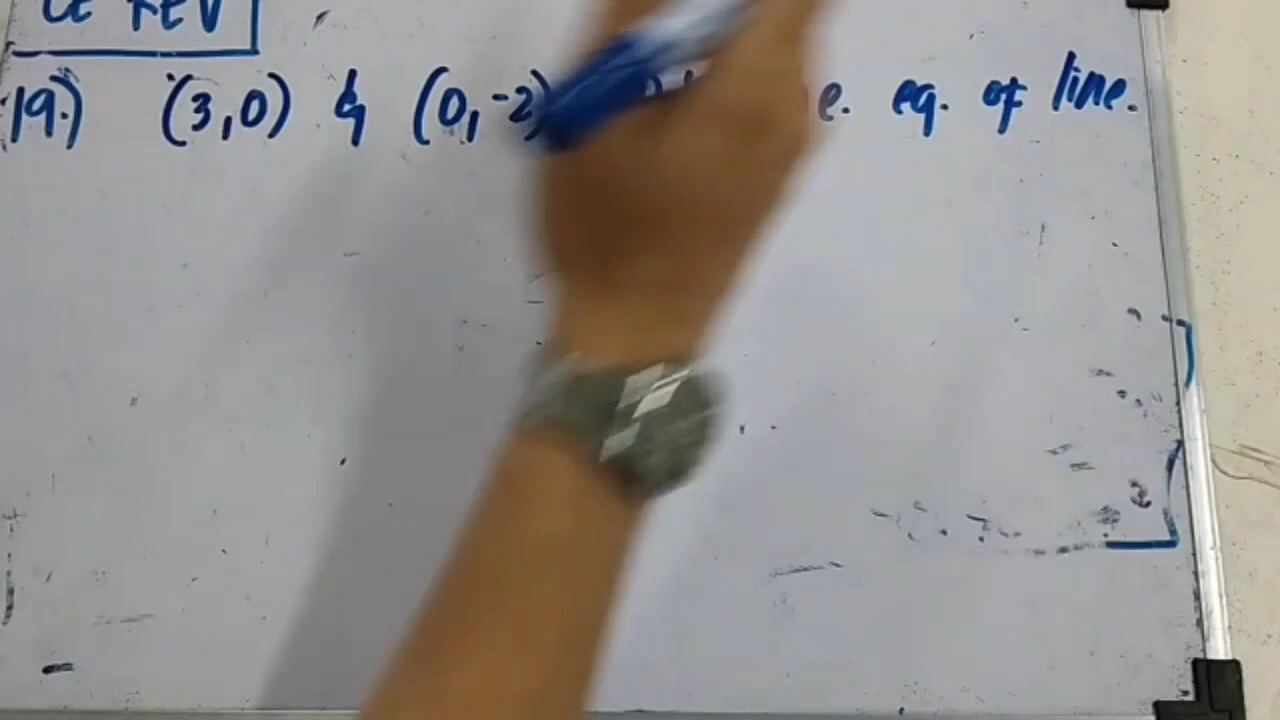 CE REV
19.) (3,0) & (0,-2) eq. of line.